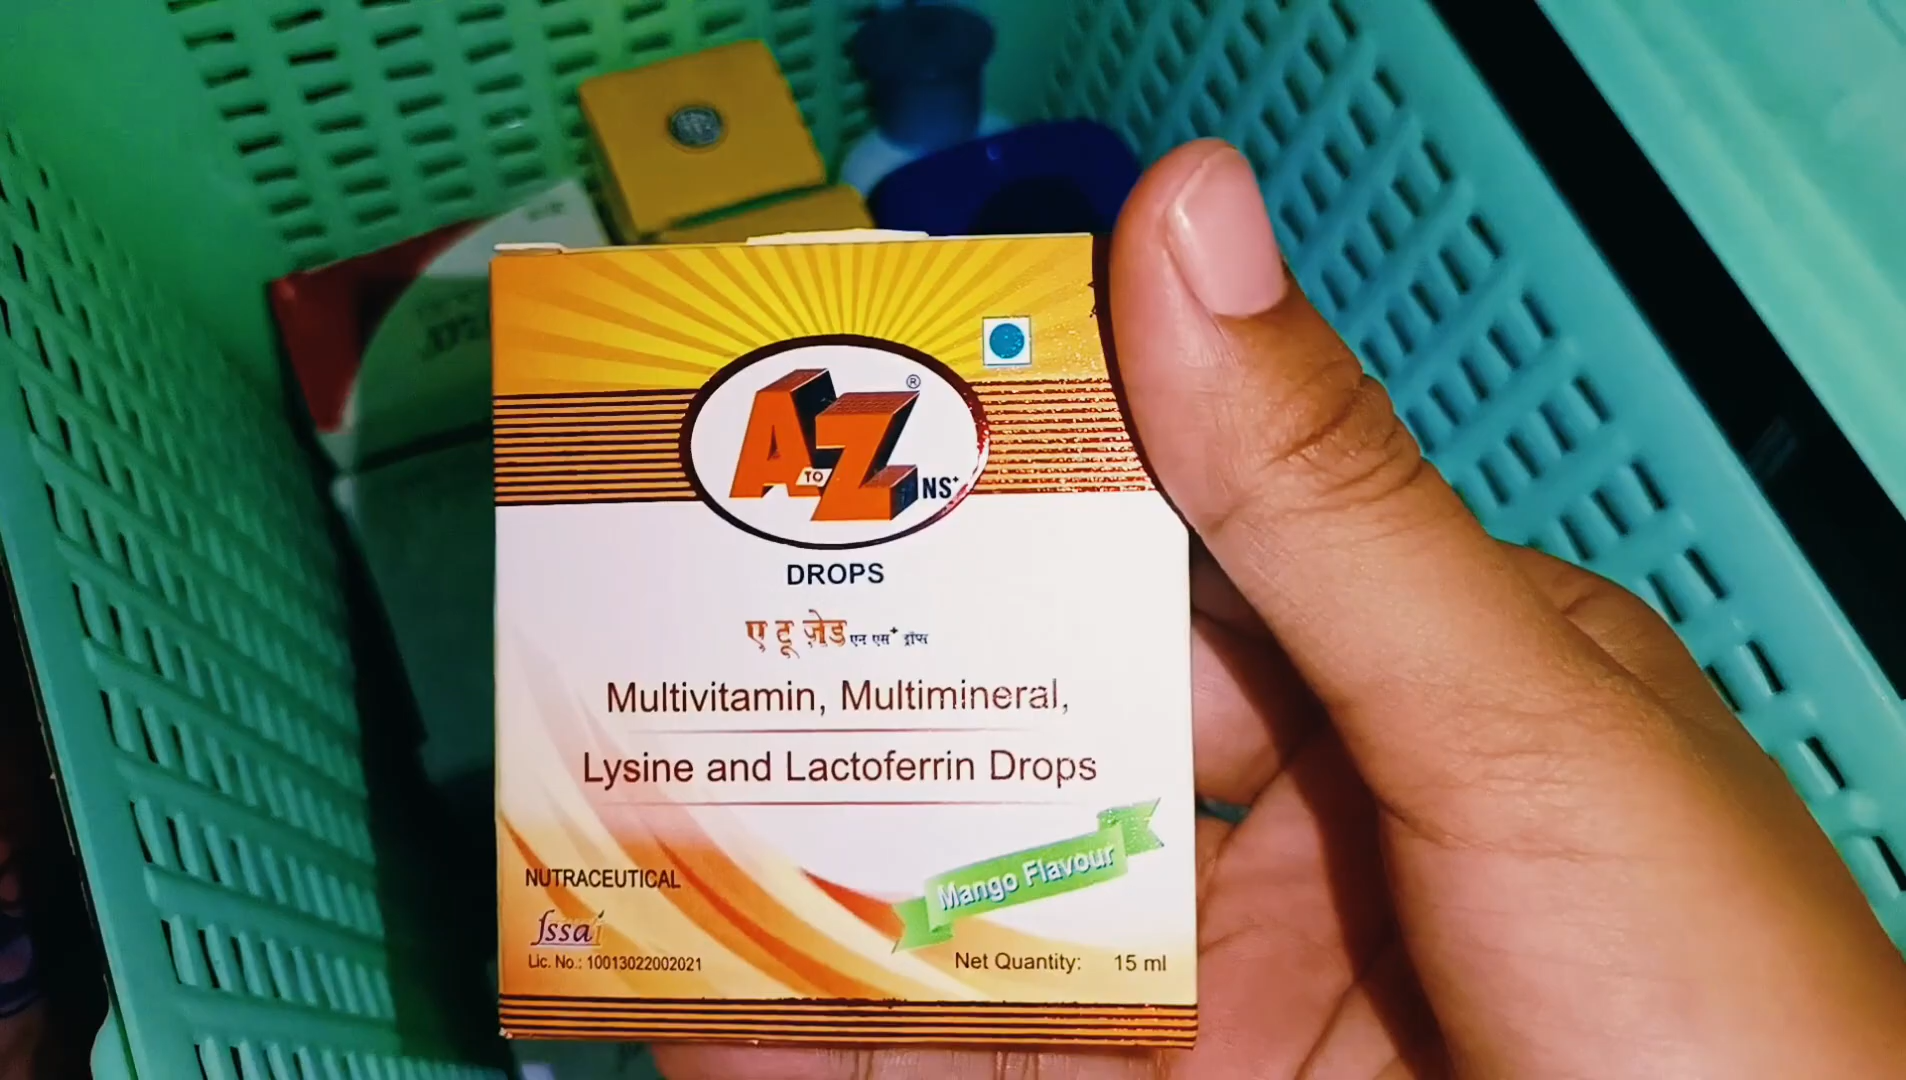 A TO Z NS+ ®
DROPS
ए टू ज़ेड एन एस+ ड्रॉप्स
Multivitamin, Multimineral,
Lysine and Lactoferrin Drops
Mango Flavour
NUTRACEUTICAL
fssai
Lic. No.: 10013022002021
Net Quantity: 15 ml